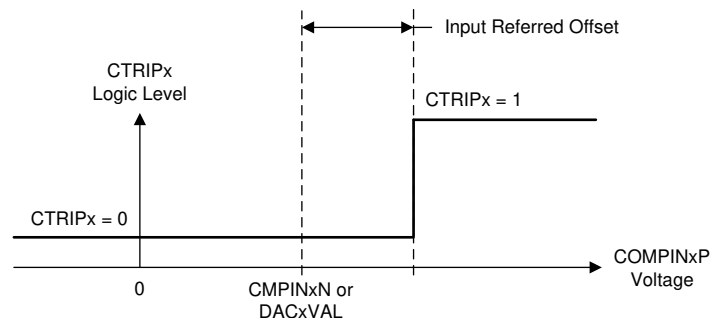 Input Referred Offset
CTRIPx
Logic Level
CTRIPx = 1
CTRIPx = 0
COMPINxP
Voltage
0
CMPINxN or
DACxVAL